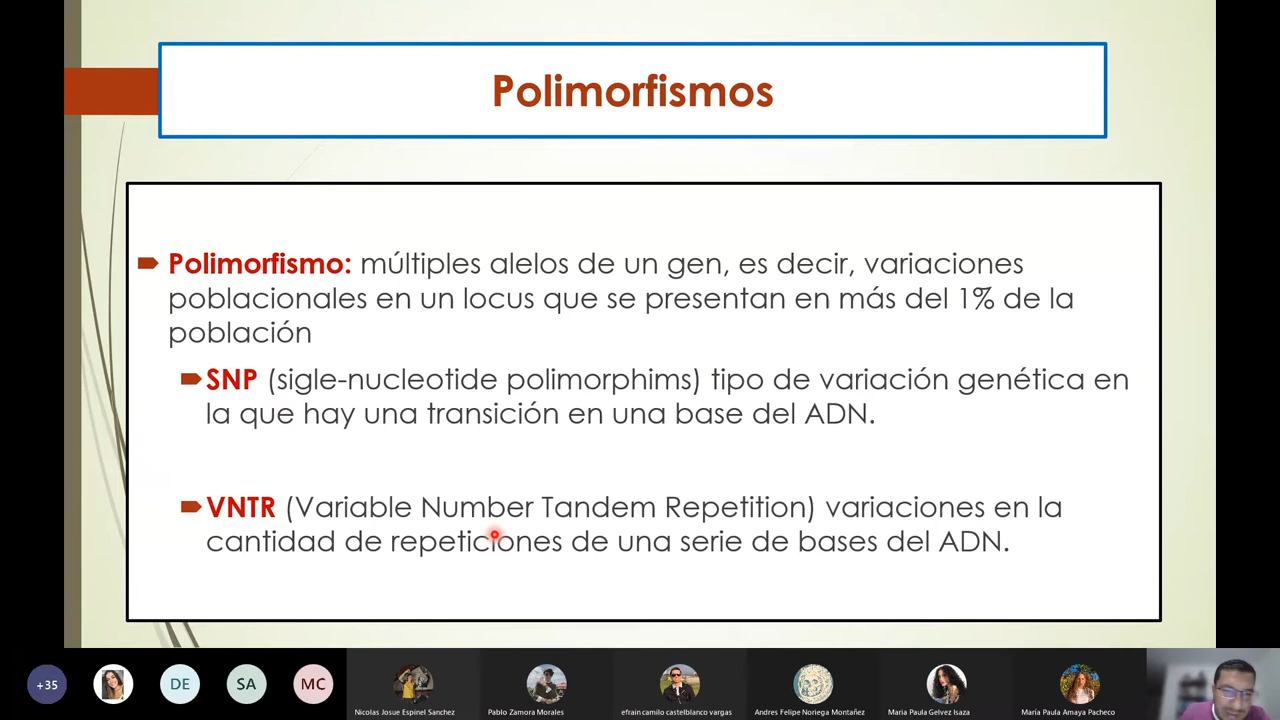 Polimorfismos
Polimorfismo: múltiples alelos de un gen, es decir, variaciones
poblacionales en un locus que se presentan en más del 1% de la
población
SNP (sigle-nucleotide polimorphims) tipo de variación genética en
la que hay una transición en una base del ADN.
VNTR (Variable Number Tandem Repetition) variaciones en la
cantidad de repeticiones de una serie de bases del ADN.
+35
DE
SA
MC
Nicolas Josue Espinel Sanchez
Pablo Zamora Morales
efrain camilo castelblanco vargas
Andres Felipe Noriega Montañez
Maria Paula Gelvez Isaza
María Paula Amaya Pacheco